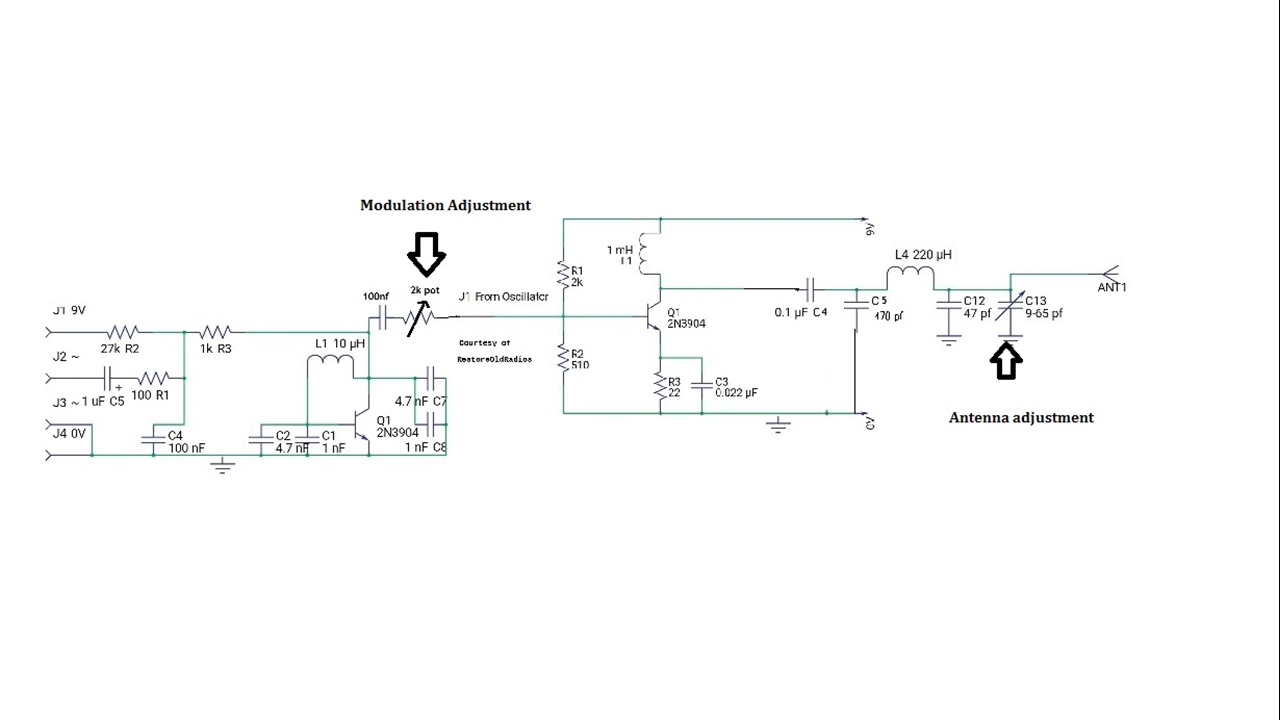 Modulation Adjustment
2k pot
100nf
J1 From Oscillator
Courtesy of
RestoreOldRadios
J1 9V
27k R2
1k R3
J2 ~
1 uF C5
+
100 R1
J3 ~
J4 0V
C4
100 nF
L1 10 µH
C2
4.7 nF
C1
1 nF
Q1
2N3904
4.7 nF C7
1 nF C8
R1
2k
R2
510
1 mH
L1
Q1
2N3904
R3
22
C3
0.022 µF
9V
0V
0.1 µF C4
C5
470 pf
L4 220 µH
C12
47 pf
C13
9-65 pf
ANT1
Antenna adjustment